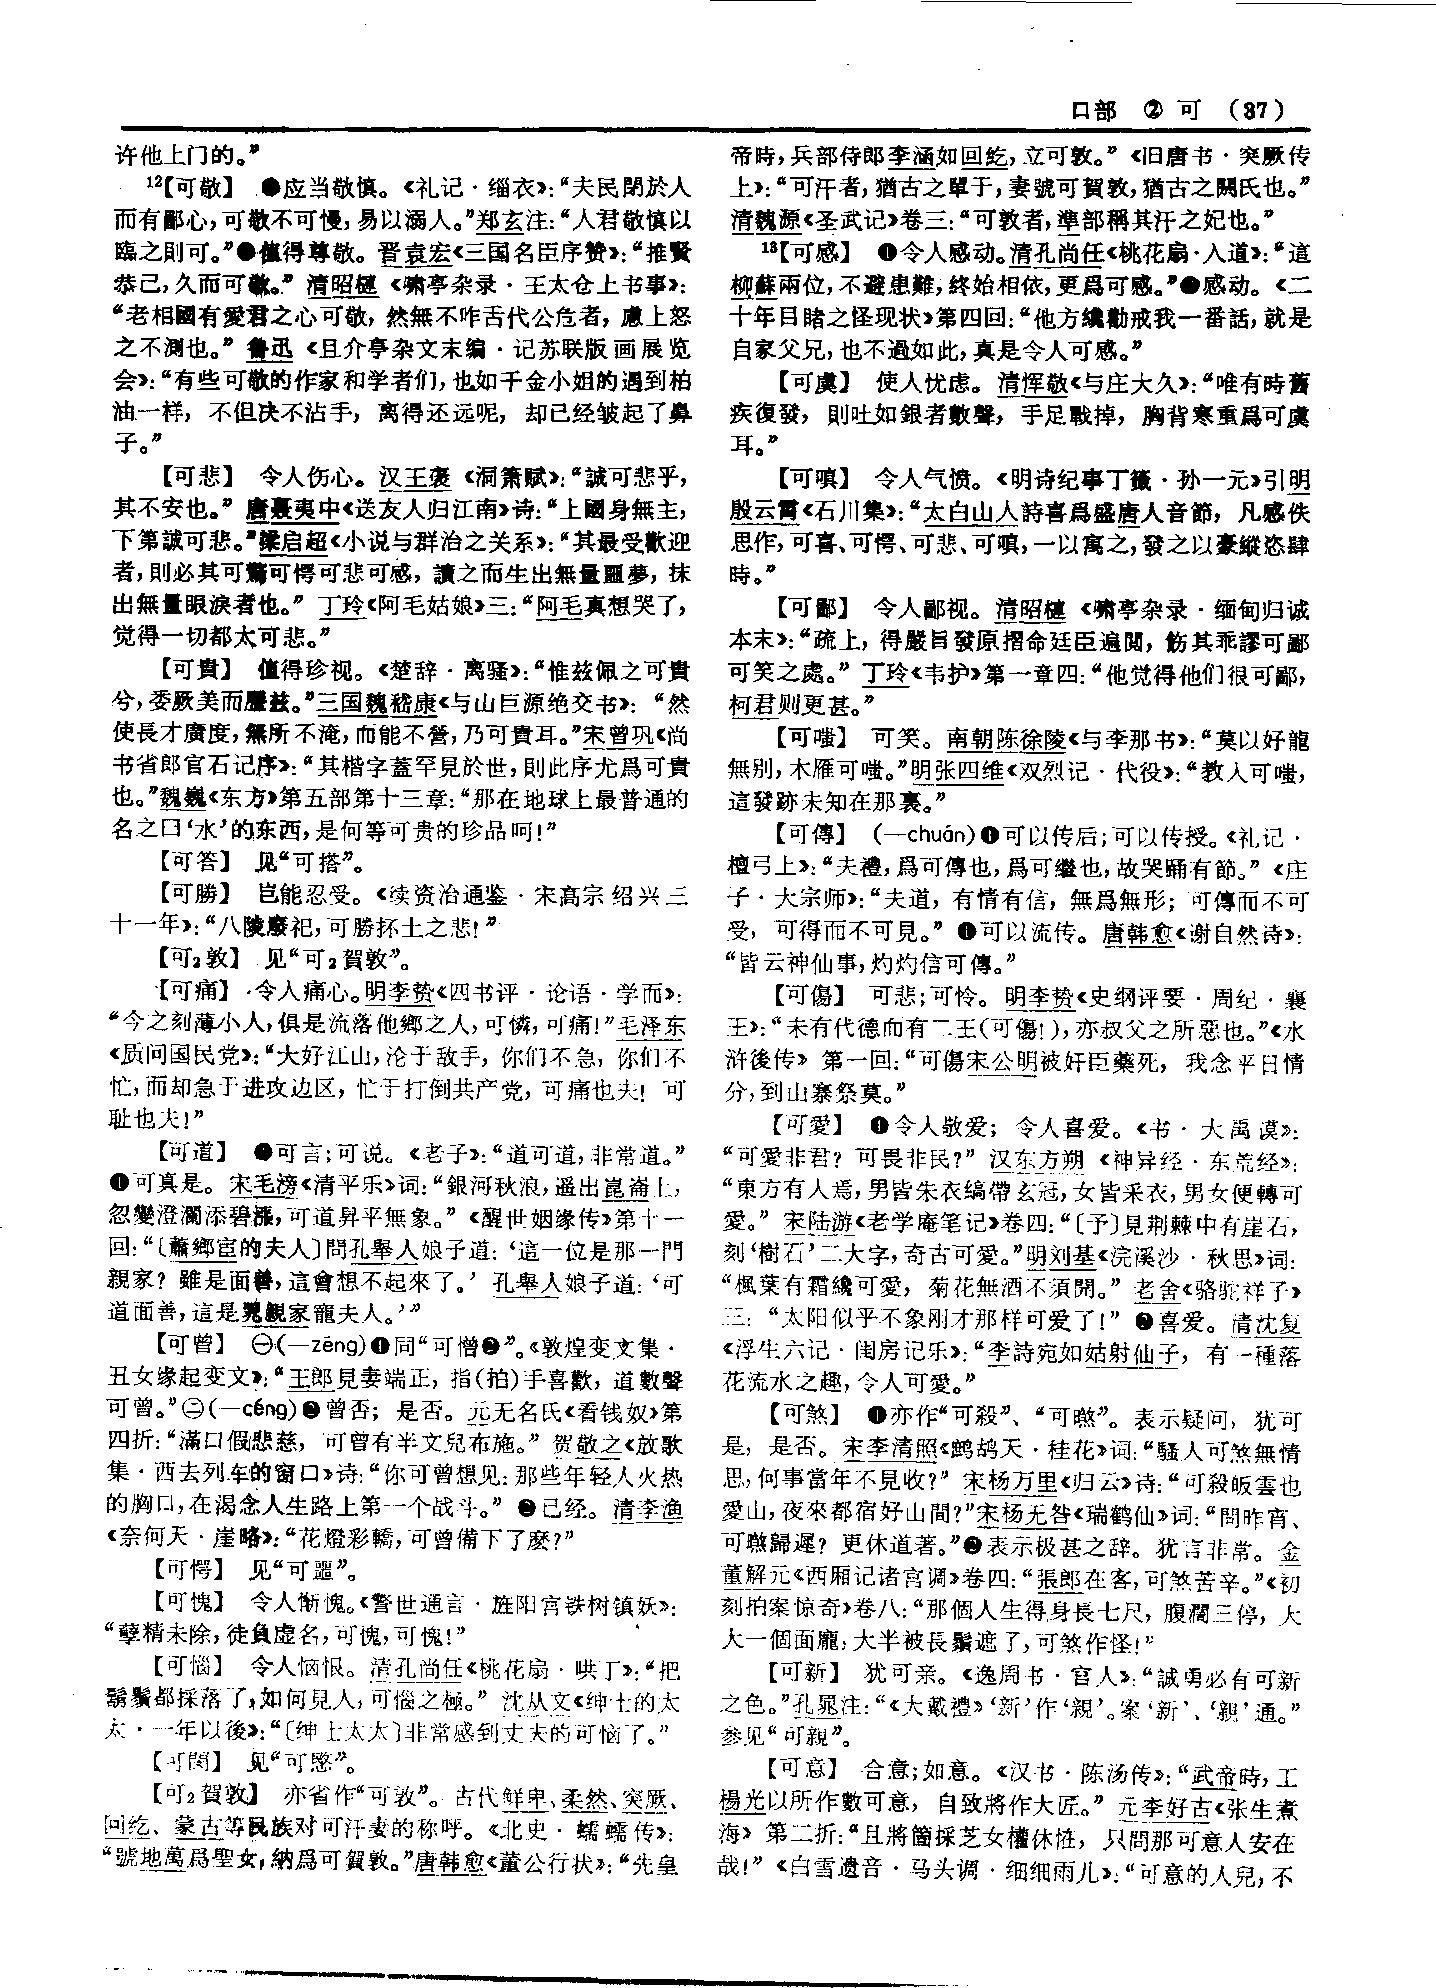 口部 ② 可 (37)
许他上门的。”
12【可敬】 ❶应当敬慎。《礼记·缁衣》：“夫民閉於人
而有鄙心，可敬不可慢，易以溺人。”郑玄注：“人君敬慎以
臨之則可。”❷值得尊敬。晋袁宏《三国名臣序赞》：“推賢
恭己，久而可敬。” 清昭梿《啸亭杂录·王太仓上书事》：
“老相國有愛君之心可敬，然無不咋舌代公危者，慮上怒
之不測也。” 鲁迅《且介亭杂文末编·记苏联版画展览
会》：“有些可敬的作家和学者们，也如千金小姐的遇到柏
油一样，不但决不沾手，离得还远呢，却已经皱起了鼻
子。”
【可悲】 令人伤心。汉王褒《洞箫赋》：“誠可悲乎，
其不安也。” 唐聂夷中《送友人归江南》诗：“上國身無主，
下第誠可悲。”梁启超《小说与群治之关系》：“其最受歡迎
者，則必其可驚可愕可悲可感，讀之而生出無量噩夢，抹
出無量眼淚者也。” 丁玲《阿毛姑娘》三：“阿毛真想哭了，
觉得一切都太可悲。”
【可貴】 值得珍视。《楚辞·离骚》：“惟兹佩之可貴
兮，委厥美而歷兹。”三国魏嵇康《与山巨源绝交书》：“然
使長才廣度，無所不淹，而能不營，乃可貴耳。”宋曾巩《尚
书省郎官石记序》：“其楷字蓋罕見於世，則此序尤爲可貴
也。”魏巍《东方》第五部第十三章：“那在地球上最普通的
名之曰‘水’的东西，是何等可贵的珍品呵！”
【可答】 见“可搭”。
【可勝】 岂能忍受。《续资治通鉴·宋高宗绍兴三
十一年》：“八陵廢祀，可勝抔土之悲！”
【可2敦】 见“可2賀敦”。
【可痛】 令人痛心。明李贽《四书评·论语·学而》：
“今之刻薄小人，俱是流落他鄉之人，可憐，可痛！”毛泽东
《质问国民党》：“大好江山，沦于敌手，你们不急，你们不
忙，而却急于进攻边区，忙于打倒共产党，可痛也夫！可
耻也夫！”
【可道】 ❶可言；可说。《老子》：“道可道，非常道。”
❷可真是。宋毛滂《清平乐》词：“銀河秋浪，遥出崑崙上，
忽變澄瀾添碧漲，可道昇平無象。”《醒世姻缘传》第十一
回：“〔蕭鄉宦的夫人〕問孔舉人娘子道：‘這一位是那一門
親家？雖是面善，這會想不起來了。’ 孔舉人娘子道：‘可
道面善，這是晁親家寵夫人。’”
【可曾】 ㊀(—zēng)❶同“可憎❷”。《敦煌变文集·
丑女缘起变文》：“王郎見妻端正，指(拍)手喜歡，道數聲
可曾。”㊁(—céng)❶曾否；是否。元无名氏《看钱奴》第
四折：“滿口假悲慈，可曾有半文兒布施。”贺敬之《放歌
集·西去列车的窗口》诗：“你可曾想见：那些年轻人火热
的胸口，在渴念人生路上第一个战斗。” ❷已经。清李渔
《奈何天·崖略》：“花燈彩轎，可曾備下了麽？”
【可愕】 见“可噩”。
【可愧】 令人惭愧。《警世通言·旌阳宫铁树镇妖》：
“孽精未除，徒負虚名，可愧，可愧！”
【可惱】 令人恼恨。清孔尚任《桃花扇·哄丁》：“把
鬍鬚都採落了，如何見人，可惱之極。” 沈从文《绅士的太
太·一年以後》：“〔绅士太太〕非常感到丈夫的可恼了。”
【可閔】 见“可愍”。
【可2賀敦】 亦省作“可敦”。古代鲜卑、柔然、突厥、
回纥、蒙古等民族对可汗妻的称呼。《北史·蠕蠕传》：
“號地萬爲聖女，納爲可賀敦。”唐韩愈《董公行状》：“先皇
帝時，兵部侍郎李涵如回紇，立可敦。”《旧唐书·突厥传
上》：“可汗者，猶古之單于，妻號可賀敦，猶古之閼氏也。”
清魏源《圣武记》卷三：“可敦者，準部稱其汗之妃也。”
13【可感】 ❶令人感动。清孔尚任《桃花扇·入道》：“這
柳蘇兩位，不避患難，終始相依，更爲可感。”❷感动。《二
十年目睹之怪现状》第四回：“他方纔勸戒我一番話，就是
自家父兄，也不過如此，真是令人可感。”
【可虞】 使人忧虑。清恽敬《与庄大久》：“唯有時舊
疾復發，則吐如銀者數聲，手足戰掉，胸背寒重爲可虞
耳。”
【可嗔】 令人气愤。《明诗纪事丁籤·孙一元》引明
殷云霄《石川集》：“太白山人詩喜爲盛唐人音節，凡感佚
思作，可喜、可愕、可悲、可嗔，一以寓之，發之以豪縱恣肆
時。”
【可鄙】 令人鄙视。清昭梿《啸亭杂录·缅甸归诚
本末》：“疏上，得嚴旨發原摺命廷臣遍閲，飭其乖謬可鄙
可笑之處。” 丁玲《韦护》第一章四：“他觉得他们很可鄙，
柯君则更甚。”
【可嗤】 可笑。南朝陈徐陵《与李那书》：“莫以好龍
無别，木雁可嗤。”明张四维《双烈记·代役》：“教人可嗤，
這發跡未知在那裏。”
【可傳】 (—chuán)❶可以传后；可以传授。《礼记·
檀弓上》：“夫禮，爲可傳也，爲可繼也，故哭踊有節。”《庄
子·大宗师》：“夫道，有情有信，無爲無形；可傳而不可
受，可得而不可見。” ❷可以流传。唐韩愈《谢自然诗》：
“皆云神仙事，灼灼信可傳。”
【可傷】 可悲；可怜。明李贽《史纲评要·周纪·襄
王》：“未有代德而有二王(可傷！)，亦叔父之所惡也。”《水
浒後传》第一回：“可傷宋公明被奸臣藥死，我念平日情
分，到山寨祭奠。”
【可愛】 ❶令人敬爱；令人喜爱。《书·大禹谟》：
“可愛非君？可畏非民？” 汉东方朔《神异经·东荒经》：
“東方有人焉，男皆朱衣縞帶玄冠，女皆采衣，男女便轉可
愛。” 宋陆游《老学庵笔记》卷四：“〔予〕見荆棘中有崖石，
刻‘樹石’二大字，奇古可愛。”明刘基《浣溪沙·秋思》词：
“楓葉有霜纔可愛，菊花無酒不須開。” 老舍《骆驼祥子》
三：“太阳似乎不象刚才那样可爱了！” ❷喜爱。清沈复
《浮生六记·闺房记乐》：“李詩宛如姑射仙子，有一種落
花流水之趣，令人可愛。”
【可煞】 ❶亦作“可殺”、“可㬠”。表示疑问，犹可
是，是否。宋李清照《鹧鸪天·桂花》词：“騷人可煞無情
思，何事當年不見收？” 宋杨万里《归云》诗：“可殺皈雲也
愛山，夜來都宿好山間？”宋杨无咎《瑞鹤仙》词：“問昨宵、
可㬠歸遲？更休道著。”❷表示极甚之辞。犹言非常。金
董解元《西厢记诸宫调》卷四：“張郎在客，可煞苦辛。”《初
刻拍案惊奇》卷八：“那個人生得身長七尺，腹闊三停，大
大一個面龐，大半被長鬚遮了，可煞作怪！”
【可新】 犹可亲。《逸周书·官人》：“誠勇必有可新
之色。”孔晁注：“《大戴禮》‘新’作‘親’。案‘新’、‘親’通。”
参见“可親”。
【可意】 合意；如意。《汉书·陈汤传》：“武帝時，工
楊光以所作數可意，自致將作大匠。” 元李好古《张生煮
海》第二折：“且將箇採芝女權休怪，只問那可意人安在
哉！”《白雪遗音·马头调·细细雨儿》：“可意的人兒，不